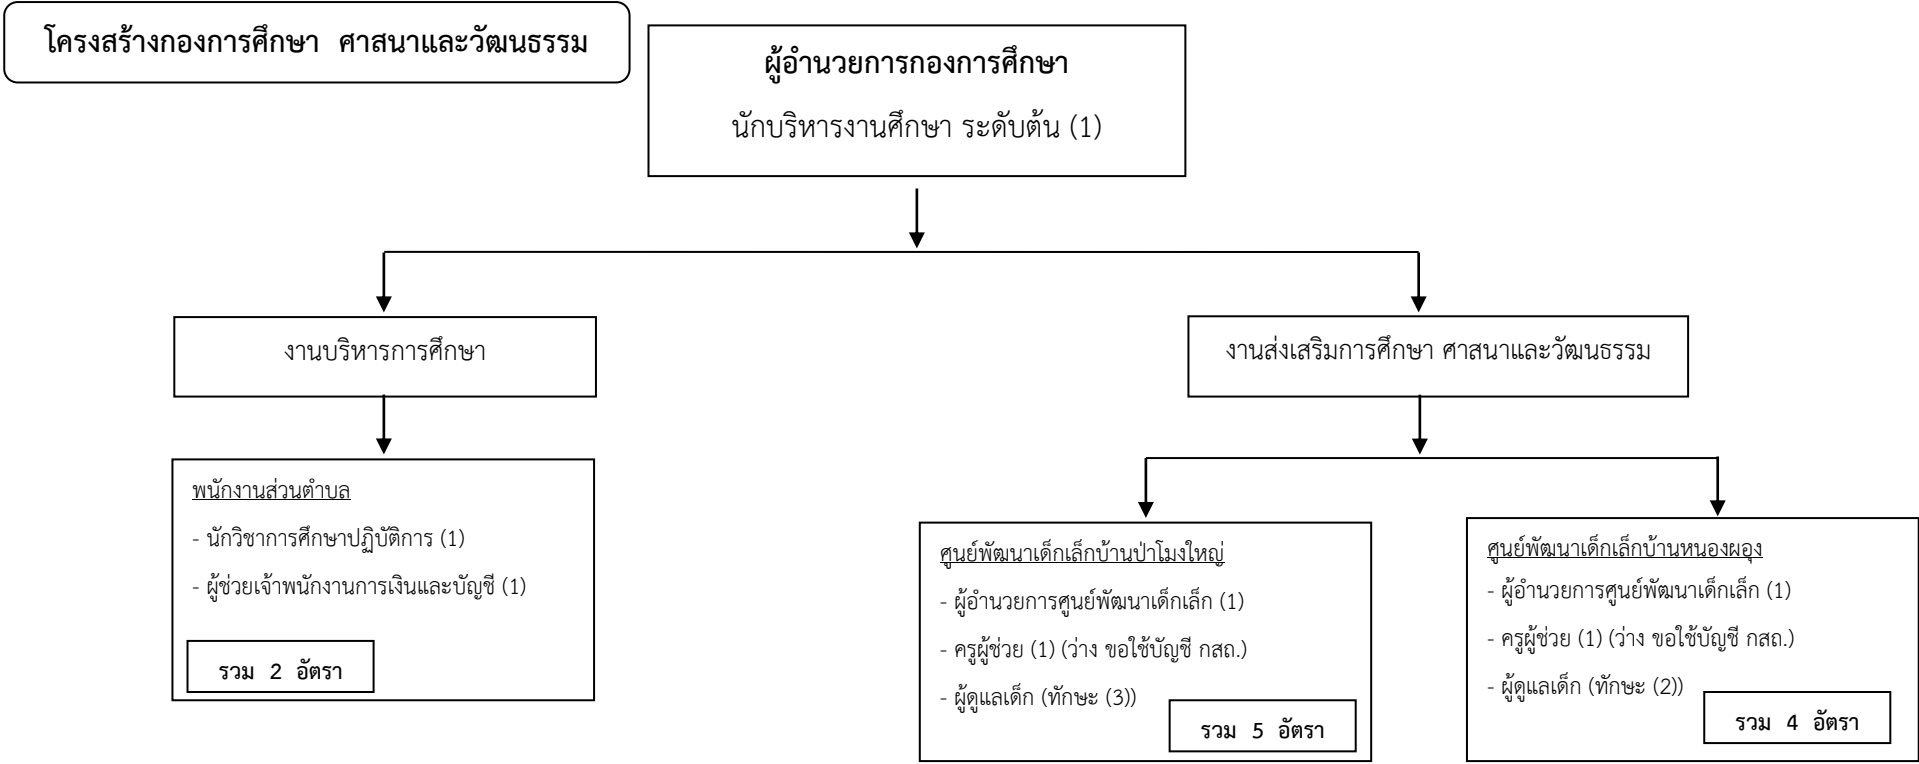 โครงสร้างกองการศึกษา ศาสนาและวัฒนธรรม
ผู้อำนวยการกองการศึกษา
นักบริหารงานศึกษา ระดับต้น (1)
งานบริหารการศึกษา
งานส่งเสริมการศึกษา ศาสนาและวัฒนธรรม
พนักงานส่วนตำบล
- นักวิชาการศึกษาปฏิบัติการ (1)
- ผู้ช่วยเจ้าพนักงานการเงินและบัญชี (1)
รวม 2 อัตรา
ศูนย์พัฒนาเด็กเล็กบ้านป่าโมงใหญ่
- ผู้อำนวยการศูนย์พัฒนาเด็กเล็ก (1)
- ครูผู้ช่วย (1) (ว่าง ขอใช้บัญชี กสถ.)
- ผู้ดูแลเด็ก (ทักษะ (3))
รวม 5 อัตรา
ศูนย์พัฒนาเด็กเล็กบ้านหนองผอุง
- ผู้อำนวยการศูนย์พัฒนาเด็กเล็ก (1)
- ครูผู้ช่วย (1) (ว่าง ขอใช้บัญชี กสถ.)
- ผู้ดูแลเด็ก (ทักษะ (2))
รวม 4 อัตรา